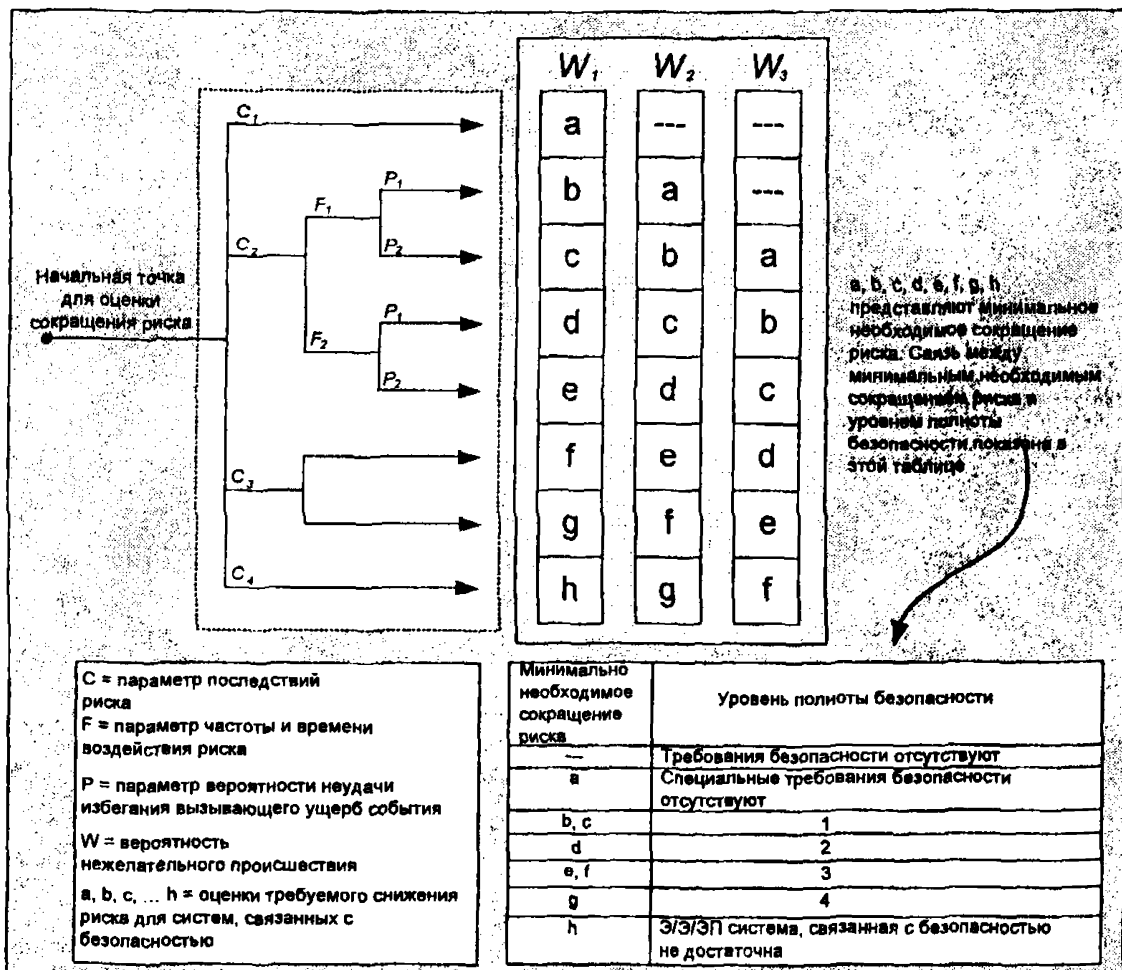 W₁ W₂ W₃
C₁
a --- ---
P₁
b a ---
F₁
C₂
P₂
c b a
Начальная точка
для оценки
сокращения риска
P₁
d c b
F₂
P₂
e d c
f e d
C₃
g f e
C₄
h g f
a, b, c, d, e, f, g, h
представляют минимальное
необходимое сокращение
риска. Связь между
минимальным необходимым
сокращением риска и
уровнем полноты
безопасности показана в
этой таблице
C = параметр последствий
риска
F = параметр частоты и времени
воздействия риска
P = параметр вероятности неудачи
избегания вызывающего ущерб события
W = вероятность
нежелательного происшествия
a, b, c, ... h = оценки требуемого снижения
риска для систем, связанных с
безопасностью
Минимально
необходимое
сокращение
риска
Уровень полноты безопасности
--- Требования безопасности отсутствуют
a Специальные требования безопасности
отсутствуют
b, c 1
d 2
e, f 3
g 4
h Э/Э/ЭП система, связанная с безопасностью
не достаточна